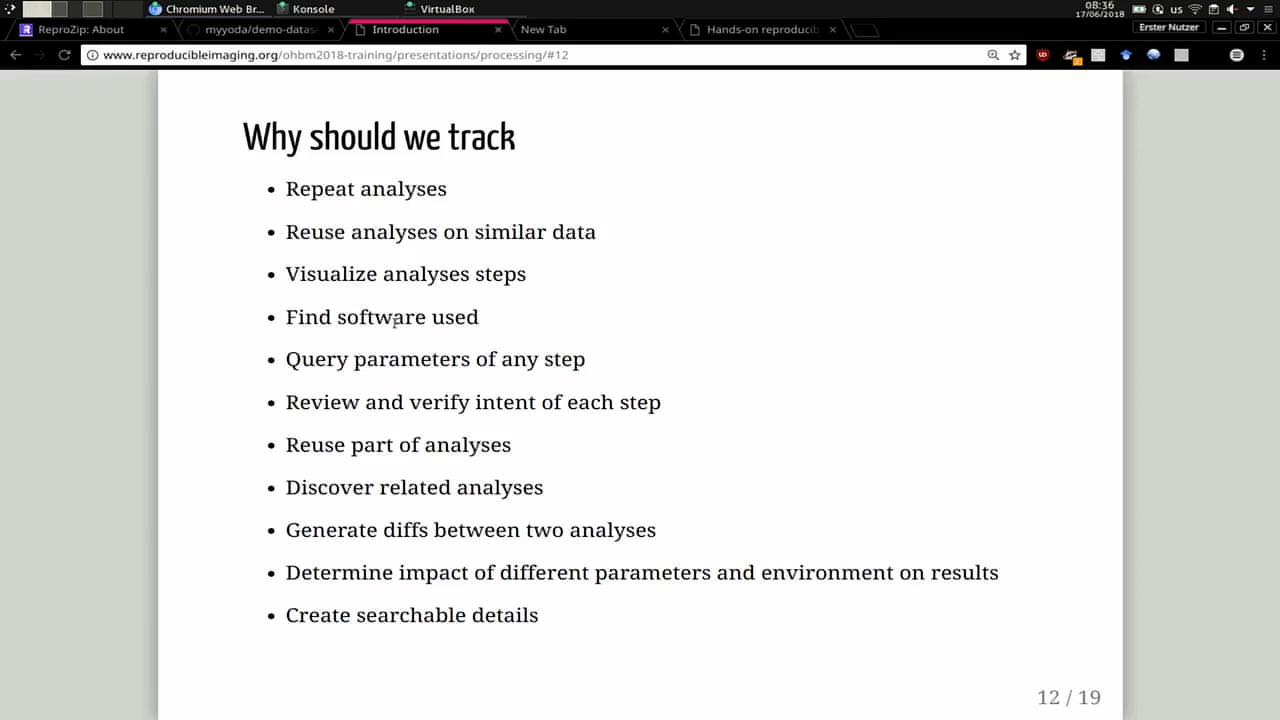 Chromium Web Br...
Konsole
VirtualBox
08:36
17/06/2018
us
ReproZip: About
myyoda/demo-datas
Introduction
New Tab
Hands-on reproducib
Erster Nutzer
www.reproducibleimaging.org/ohbm2018-training/presentations/processing/#12
Why should we track
• Repeat analyses
• Reuse analyses on similar data
• Visualize analyses steps
• Find software used
• Query parameters of any step
• Review and verify intent of each step
• Reuse part of analyses
• Discover related analyses
• Generate diffs between two analyses
• Determine impact of different parameters and environment on results
• Create searchable details
12 / 19